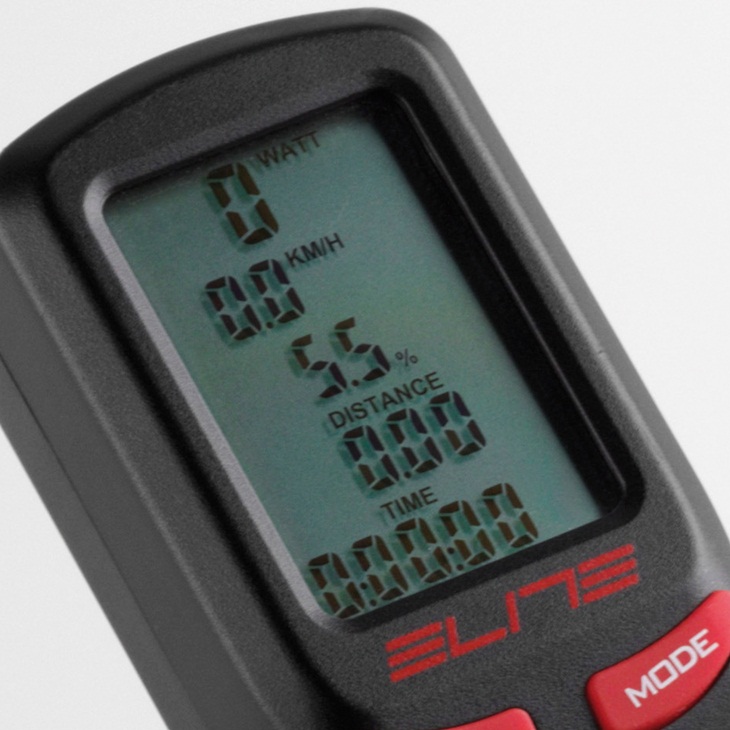 WATT
0
KM/H
0.0
5.5 %
DISTANCE
0.00
TIME
0:00:00
ELITE
MODE